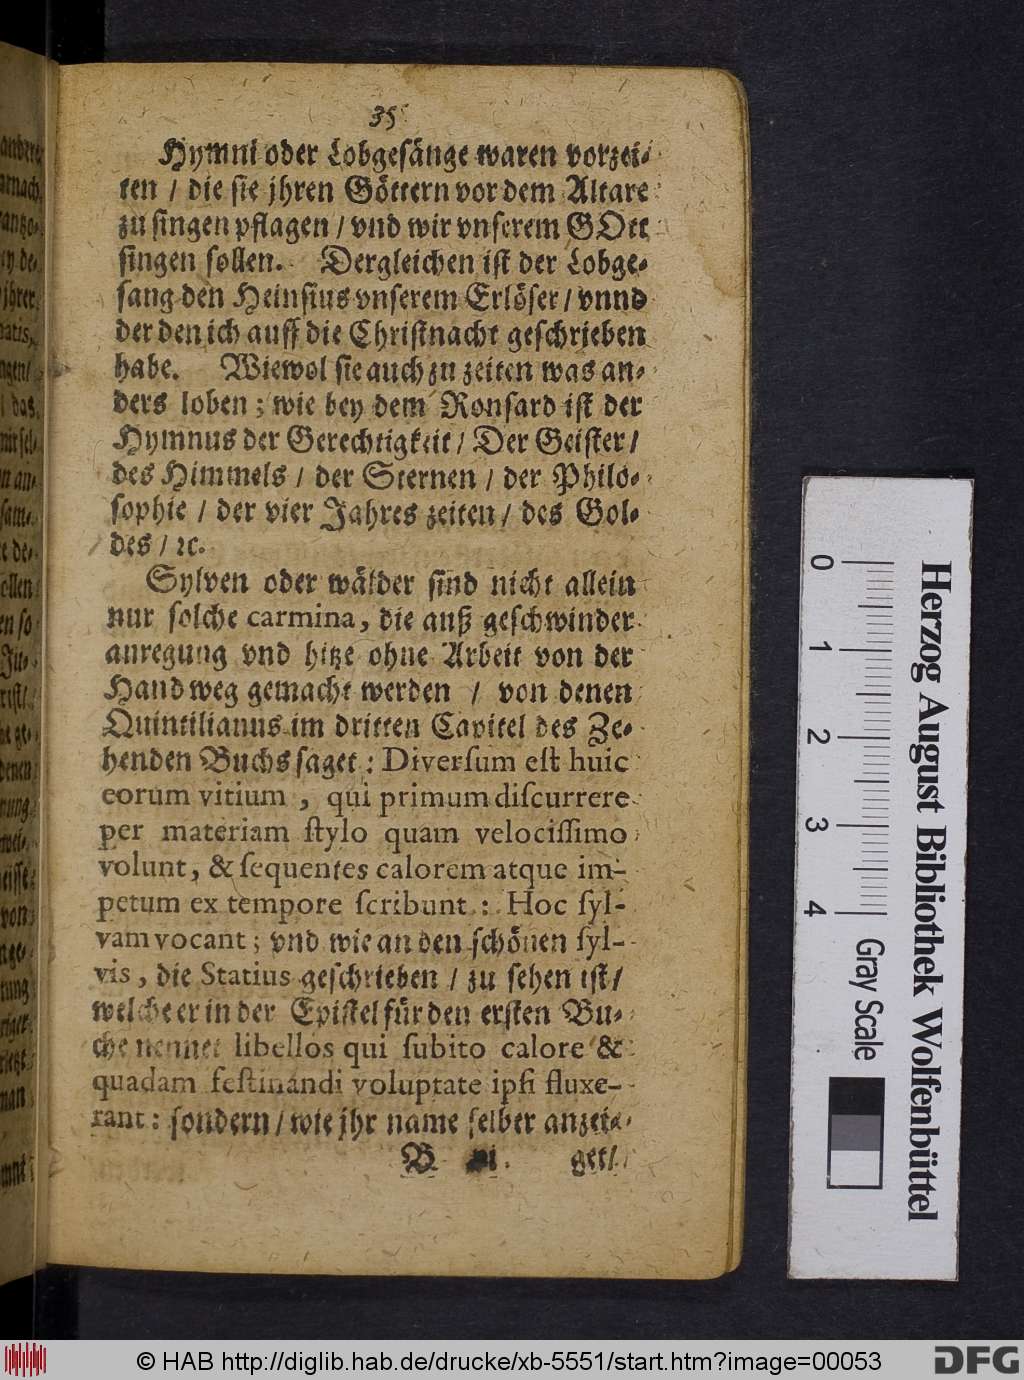 35
Hymni oder Lobgesänge waren vorzei-
ten / die sie jhren Göttern vor dem Altare
zu singen pflagen / vnd wir vnserem GOtt
singen sollen. Dergleichen ist der Lobge-
sang den Heinsius vnserem Erlöser / vnnd
der den ich auff die Christnacht geschrieben
habe. Wiewol sie auch zu zeiten was an-
ders loben ; wie bey dem Ronsard ist der
Hymnus der Gerechtigkeit / Der Geister /
des Himmels / der Sternen / der Philo-
sophie / der vier Jahres zeiten / des Gol-
des / ꝛc.
Sylven oder wälder sind nicht allein
nur solche carmina, die auß geschwinder
anregung vnd hitze ohne Arbeit von der
Hand weg gemacht werden / von denen
Quintilianus im dritten Capitel des Ze-
henden Buchs saget : Diverſum eſt huic
eorum vitium , qui primum diſcurrere
per materiam ſtylo quam velociſſimo
volunt, & ſequentes calorem atque im-
petum ex tempore ſcribunt : Hoc ſyl-
vam vocant ; vnd wie an den schönen ſyl-
vis , die Statius geschrieben / zu sehen ist /
welche er in der Epistel für den ersten Bu-
che nennet libellos qui ſubito calore &
quadam feſtinandi voluptate ipſi fluxe-
rant : sondern / wie jhr name selber anzei-
B get /
Herzog August Bibliothek Wolfenbüttel
0 1 2 3 4 Gray Scale
© HAB http://diglib.hab.de/drucke/xb-5551/start.htm?image=00053
DFG